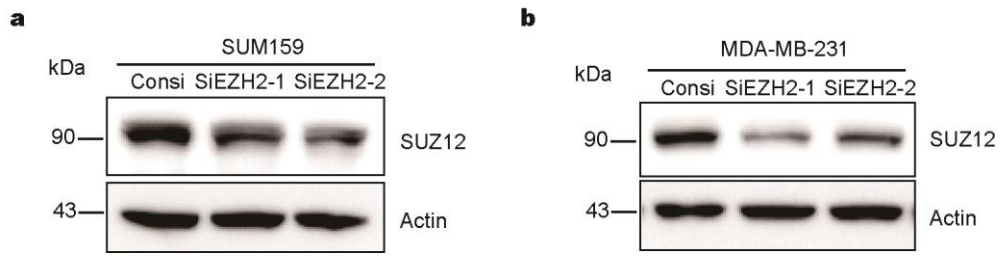 a
SUM159
kDa
Consi SiEZH2-1 SiEZH2-2
90
SUZ12
43
Actin
b
MDA-MB-231
kDa
Consi SiEZH2-1 SiEZH2-2
90
SUZ12
43
Actin